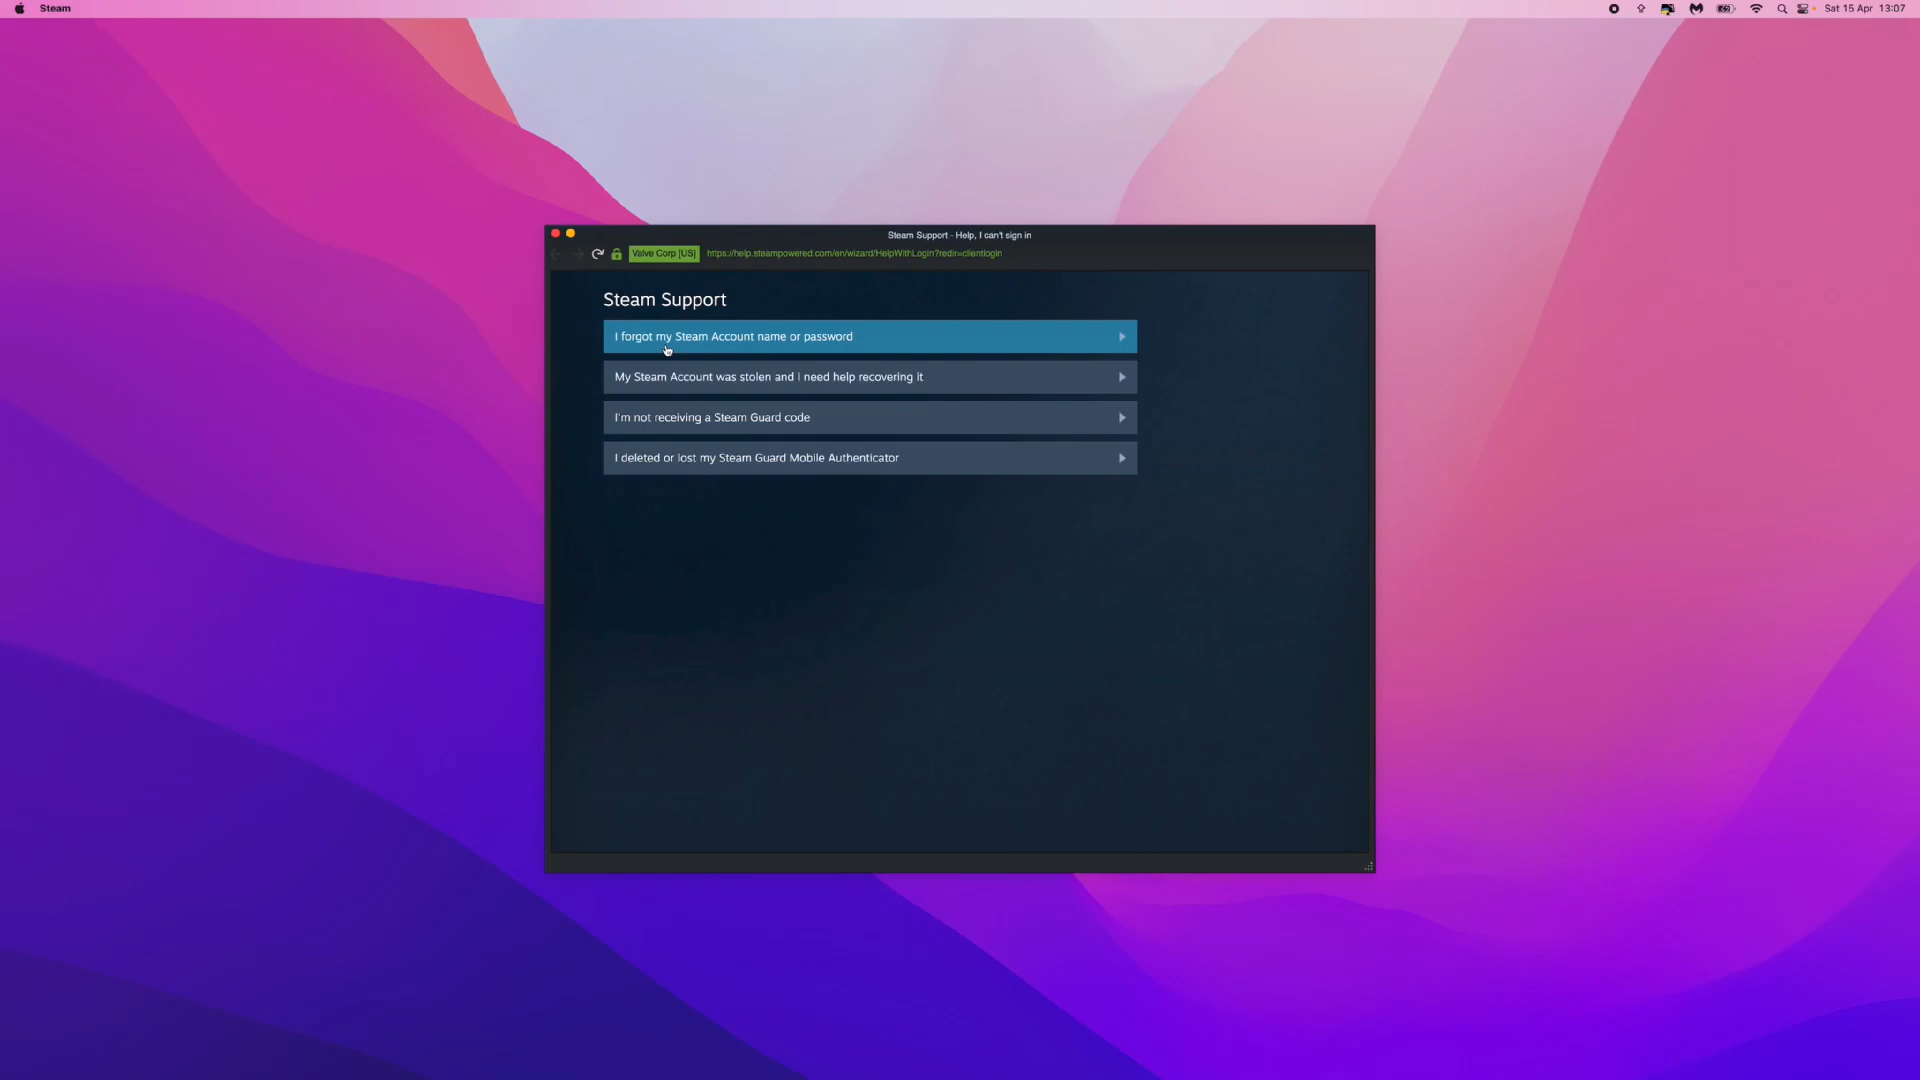 Steam
Sat 15 Apr 13:07
Steam Support - Help, I can't sign in
Valve Corp [US] https://help.steampowered.com/en/wizard/HelpWithLogin?redir=clientlogin
Steam Support
I forgot my Steam Account name or password
My Steam Account was stolen and I need help recovering it
I'm not receiving a Steam Guard code
I deleted or lost my Steam Guard Mobile Authenticator